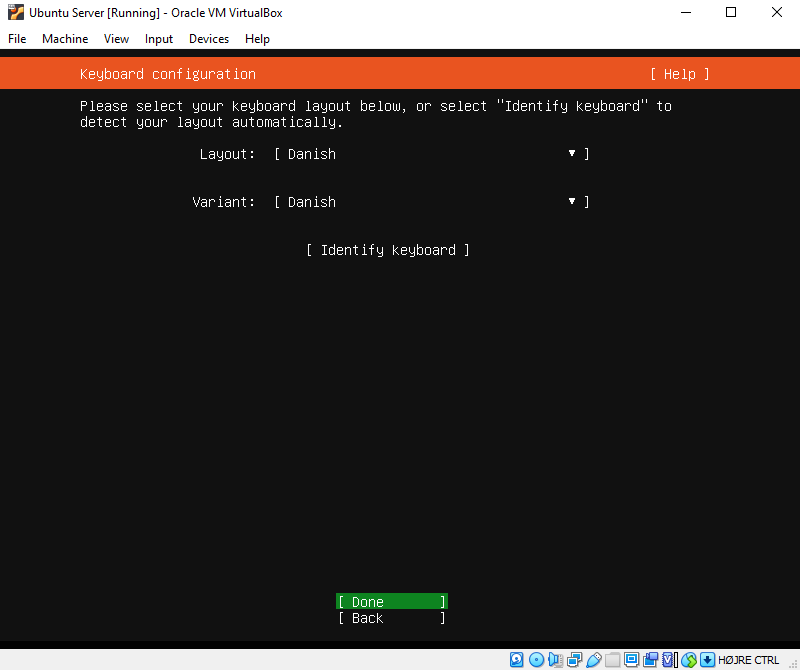 Ubuntu Server [Running] - Oracle VM VirtualBox
File Machine View Input Devices Help
Keyboard configuration [ Help ]
Please select your keyboard layout below, or select "Identify keyboard" to
detect your layout automatically.
Layout: [ Danish ▾ ]
Variant: [ Danish ▾ ]
[ Identify keyboard ]
[ Done ]
[ Back ]
HØJRE CTRL